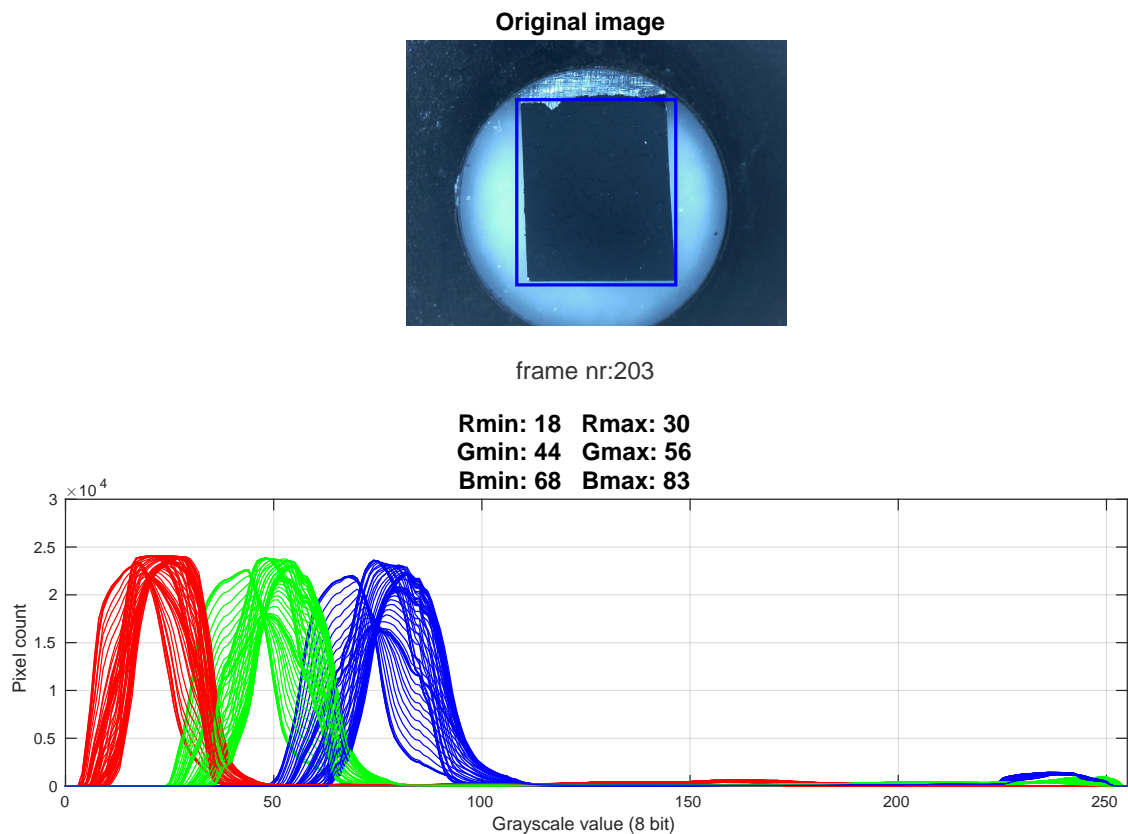 Original image
frame nr:203
Rmin: 18 Rmax: 30
Gmin: 44 Gmax: 56
Bmin: 68 Bmax: 83
×10 4
3
2.5
2
1.5
1
0.5
0
Pixel count
0 50 100 150 200 250
Grayscale value (8 bit)